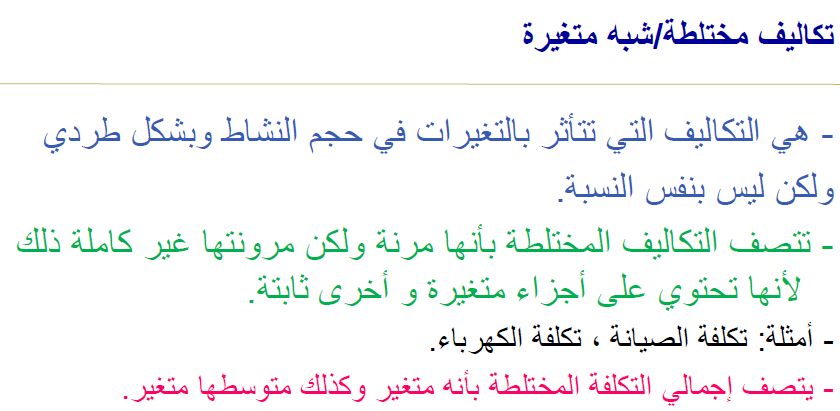 تكاليف مختلطة/شبه متغيرة
- هي التكاليف التي تتأثر بالتغيرات في حجم النشاط وبشكل طردي
ولكن ليس بنفس النسبة.
- تتصف التكاليف المختلطة بأنها مرنة ولكن مرونتها غير كاملة ذلك
لأنها تحتوي على أجزاء متغيرة و أخرى ثابتة.
- أمثلة: تكلفة الصيانة ، تكلفة الكهرباء.
- يتصف إجمالي التكلفة المختلطة بأنه متغير وكذلك متوسطها متغير.